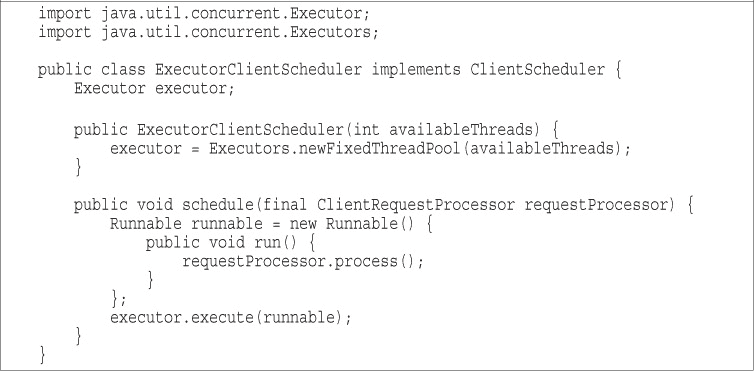 import java.util.concurrent.Executor;
import java.util.concurrent.Executors;

public class ExecutorClientScheduler implements ClientScheduler {
    Executor executor;

    public ExecutorClientScheduler(int availableThreads) {
        executor = Executors.newFixedThreadPool(availableThreads);
    }

    public void schedule(final ClientRequestProcessor requestProcessor) {
        Runnable runnable = new Runnable() {
            public void run() {
                requestProcessor.process();
            }
        };
        executor.execute(runnable);
    }
}